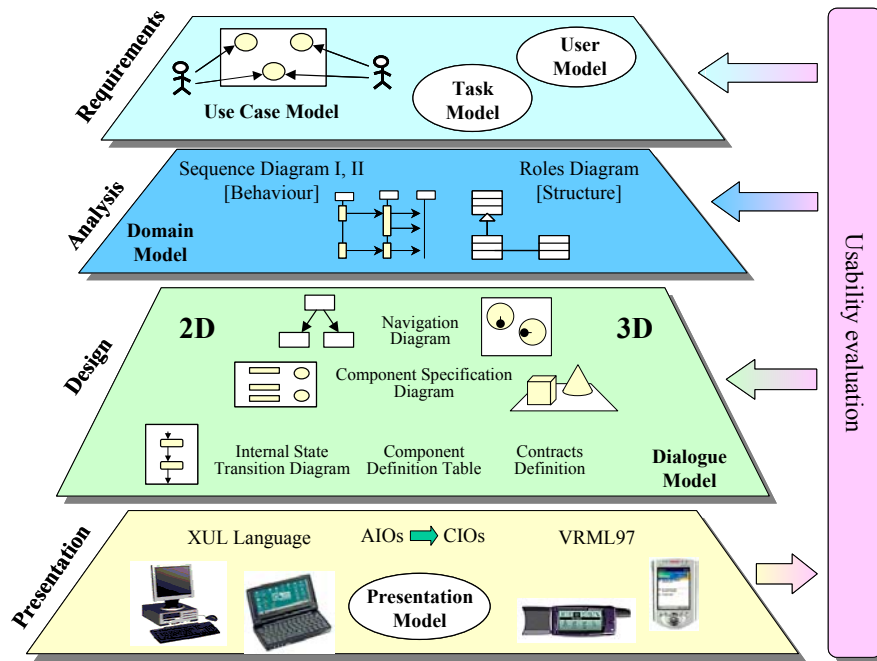 Requirements
User
Model
Task
Model
Use Case Model
Analysis
Sequence Diagram I, II
[Behaviour]
Roles Diagram
[Structure]
Domain
Model
Design
2D
Navigation
Diagram
3D
Component Specification
Diagram
Internal State
Transition Diagram
Component
Definition Table
Contracts
Definition
Dialogue
Model
Presentation
XUL Language
AIOs
CIOs
VRML97
Presentation
Model
Usability evaluation